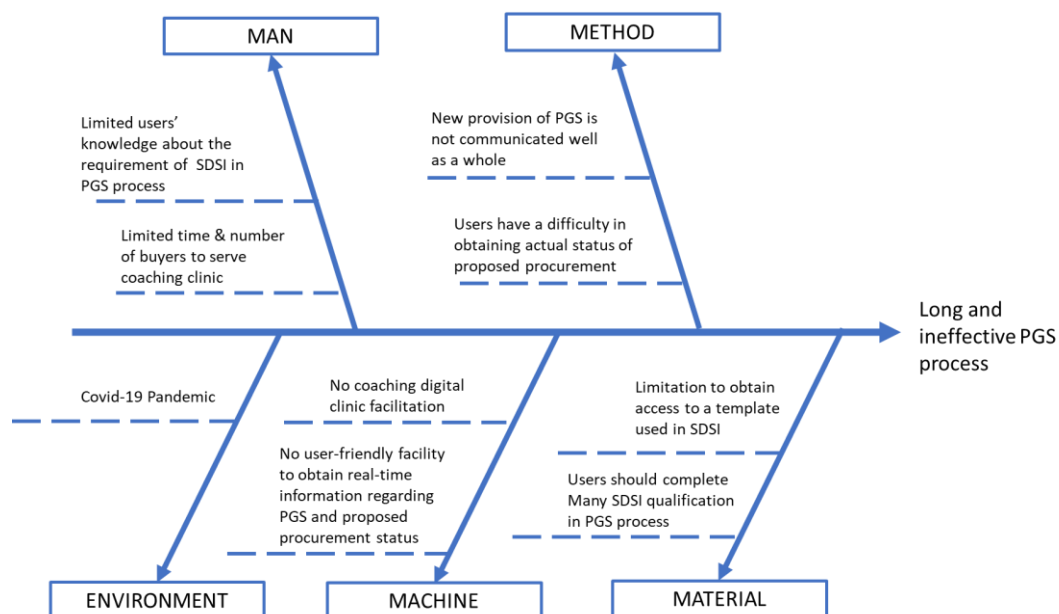 MAN
METHOD
Limited users'
knowledge about the
requirement of SDSI in
PGS process
Limited time & number
of buyers to serve
coaching clinic
New provision of PGS is
not communicated well
as a whole
Users have a difficulty in
obtaining actual status of
proposed procurement
Long and
ineffective PGS
process
Covid-19 Pandemic
No coaching digital
clinic facilitation
No user-friendly facility
to obtain real-time
information regarding
PGS and proposed
procurement status
Limitation to obtain
access to a template
used in SDSI
Users should complete
Many SDSI qualification
in PGS process
ENVIRONMENT
MACHINE
MATERIAL